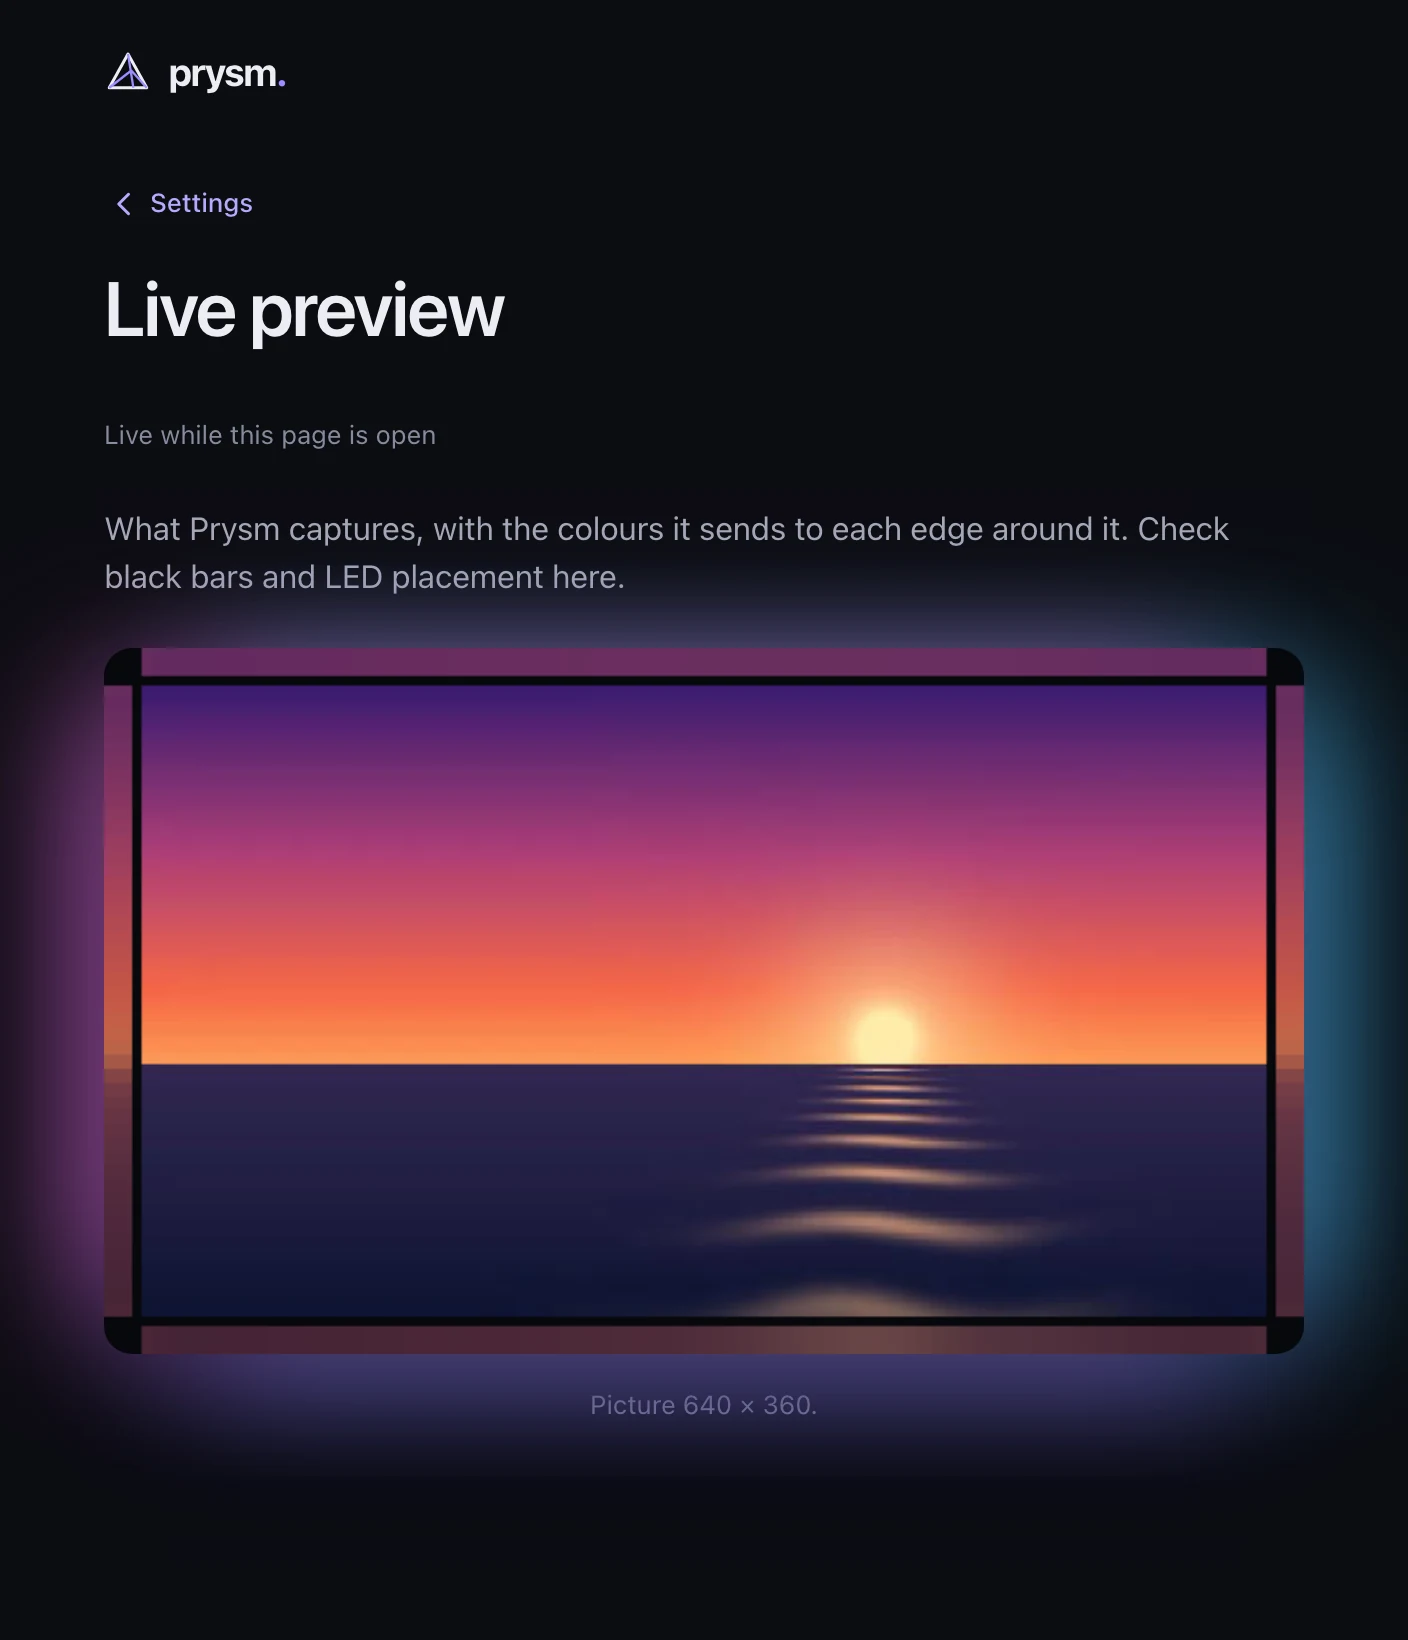 prysm.
Settings
Live preview
Live while this page is open
What Prysm captures, with the colours it sends to each edge around it. Check
black bars and LED placement here.
Picture 640 × 360.